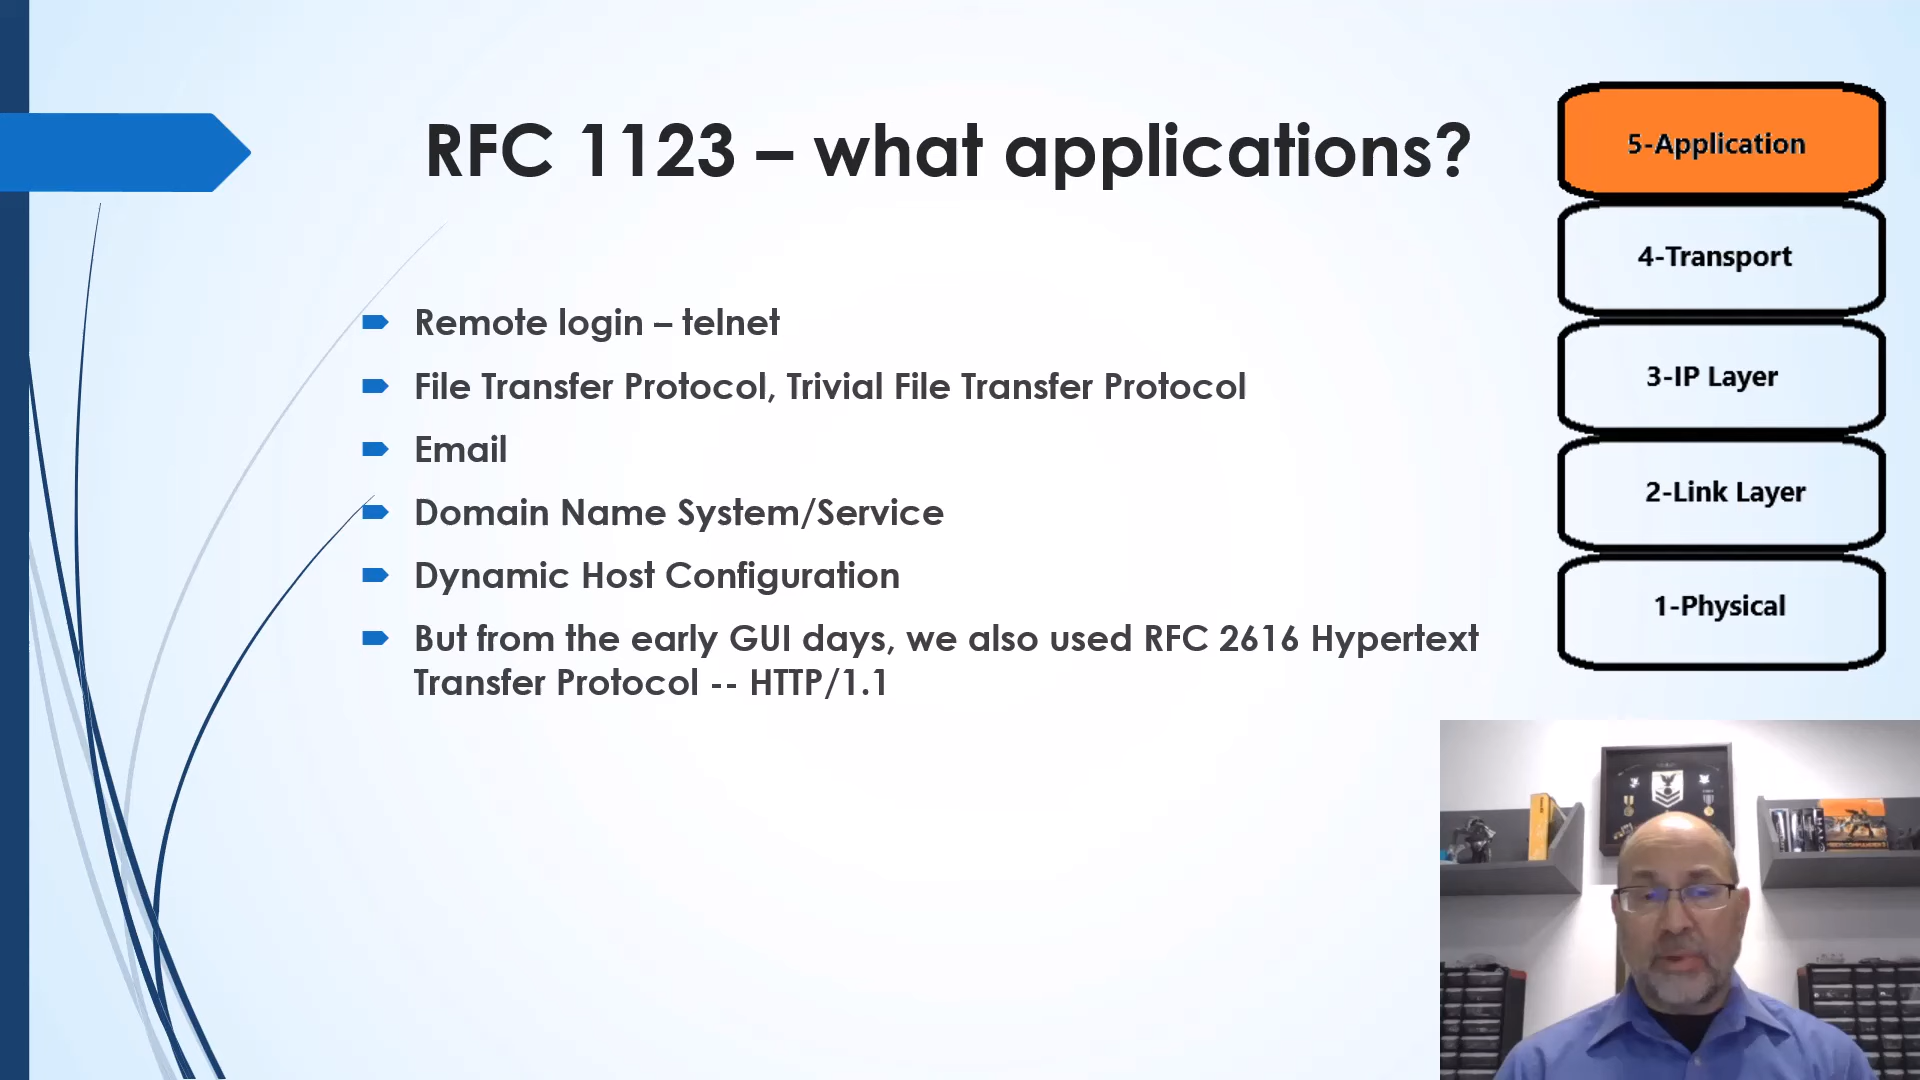 RFC 1123 – what applications?
Remote login – telnet
File Transfer Protocol, Trivial File Transfer Protocol
Email
Domain Name System/Service
Dynamic Host Configuration
But from the early GUI days, we also used RFC 2616 Hypertext
Transfer Protocol -- HTTP/1.1
5-Application
4-Transport
3-IP Layer
2-Link Layer
1-Physical